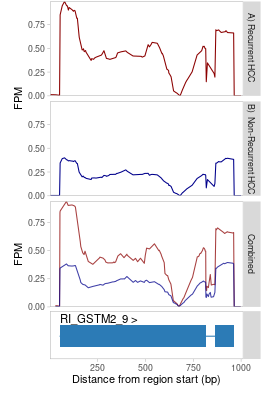 0.75
0.50
0.25
0.00
A) Recurrent HCC
FPM
0.75
0.50
0.25
0.00
B) Non-Recurrent HCC
0.75
0.50
0.25
0.00
FPM
Combined
RI_GSTM2_9 >
250
500
750
1000
Distance from region start (bp)